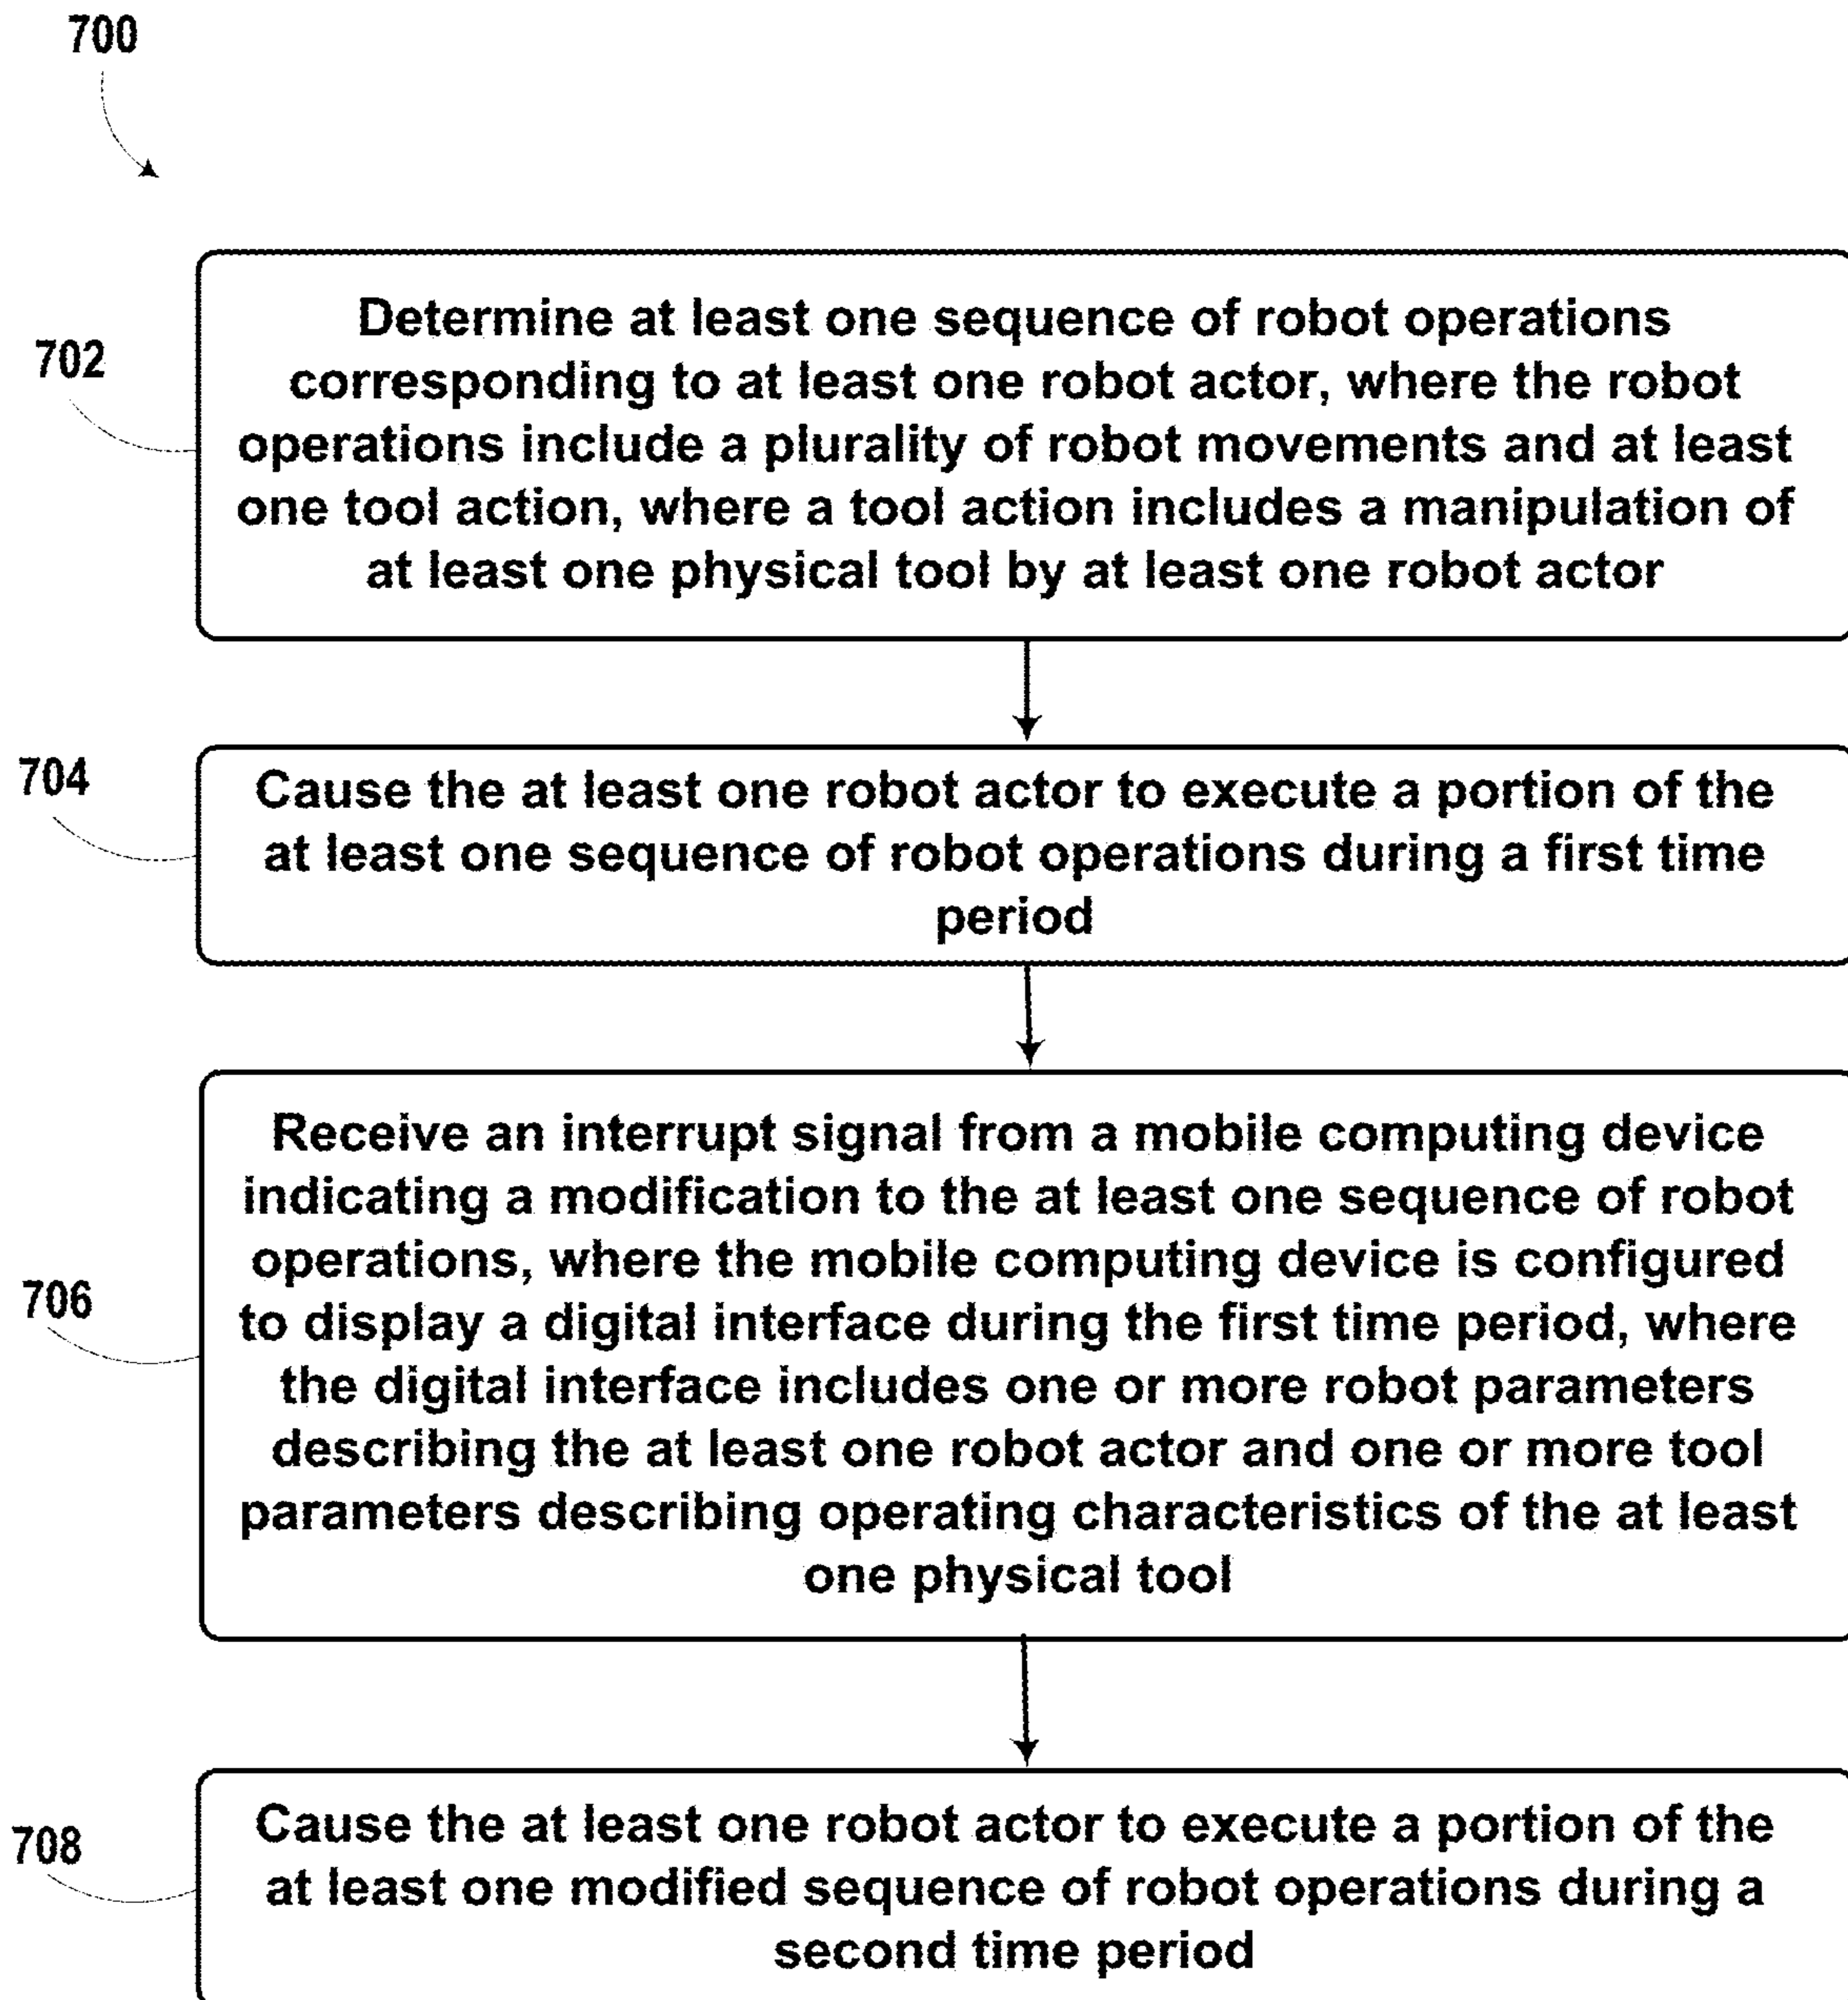 700
702
Determine at least one sequence of robot operations
corresponding to at least one robot actor, where the robot
operations include a plurality of robot movements and at least
one tool action, where a tool action includes a manipulation of
at least one physical tool by at least one robot actor
704
Cause the at least one robot actor to execute a portion of the
at least one sequence of robot operations during a first time
period
706
Receive an interrupt signal from a mobile computing device
indicating a modification to the at least one sequence of robot
operations, where the mobile computing device is configured
to display a digital interface during the first time period, where
the digital interface includes one or more robot parameters
describing the at least one robot actor and one or more tool
parameters describing operating characteristics of the at least
one physical tool
708
Cause the at least one robot actor to execute a portion of the
at least one modified sequence of robot operations during a
second time period